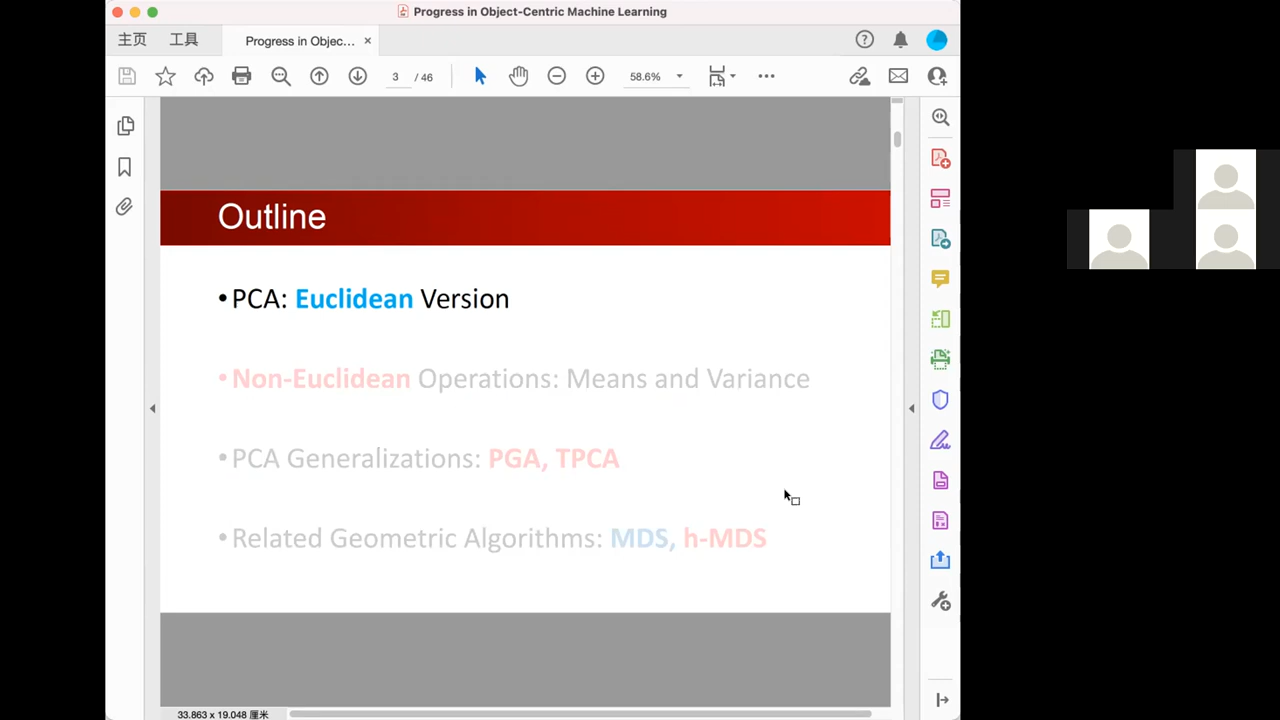 Progress in Object-Centric Machine Learning
主页 工具 Progress in Objec... ×
3 / 46 58.6%
Outline
• PCA: Euclidean Version
• Non-Euclidean Operations: Means and Variance
• PCA Generalizations: PGA, TPCA
• Related Geometric Algorithms: MDS, h-MDS
33.863 x 19.048 厘米